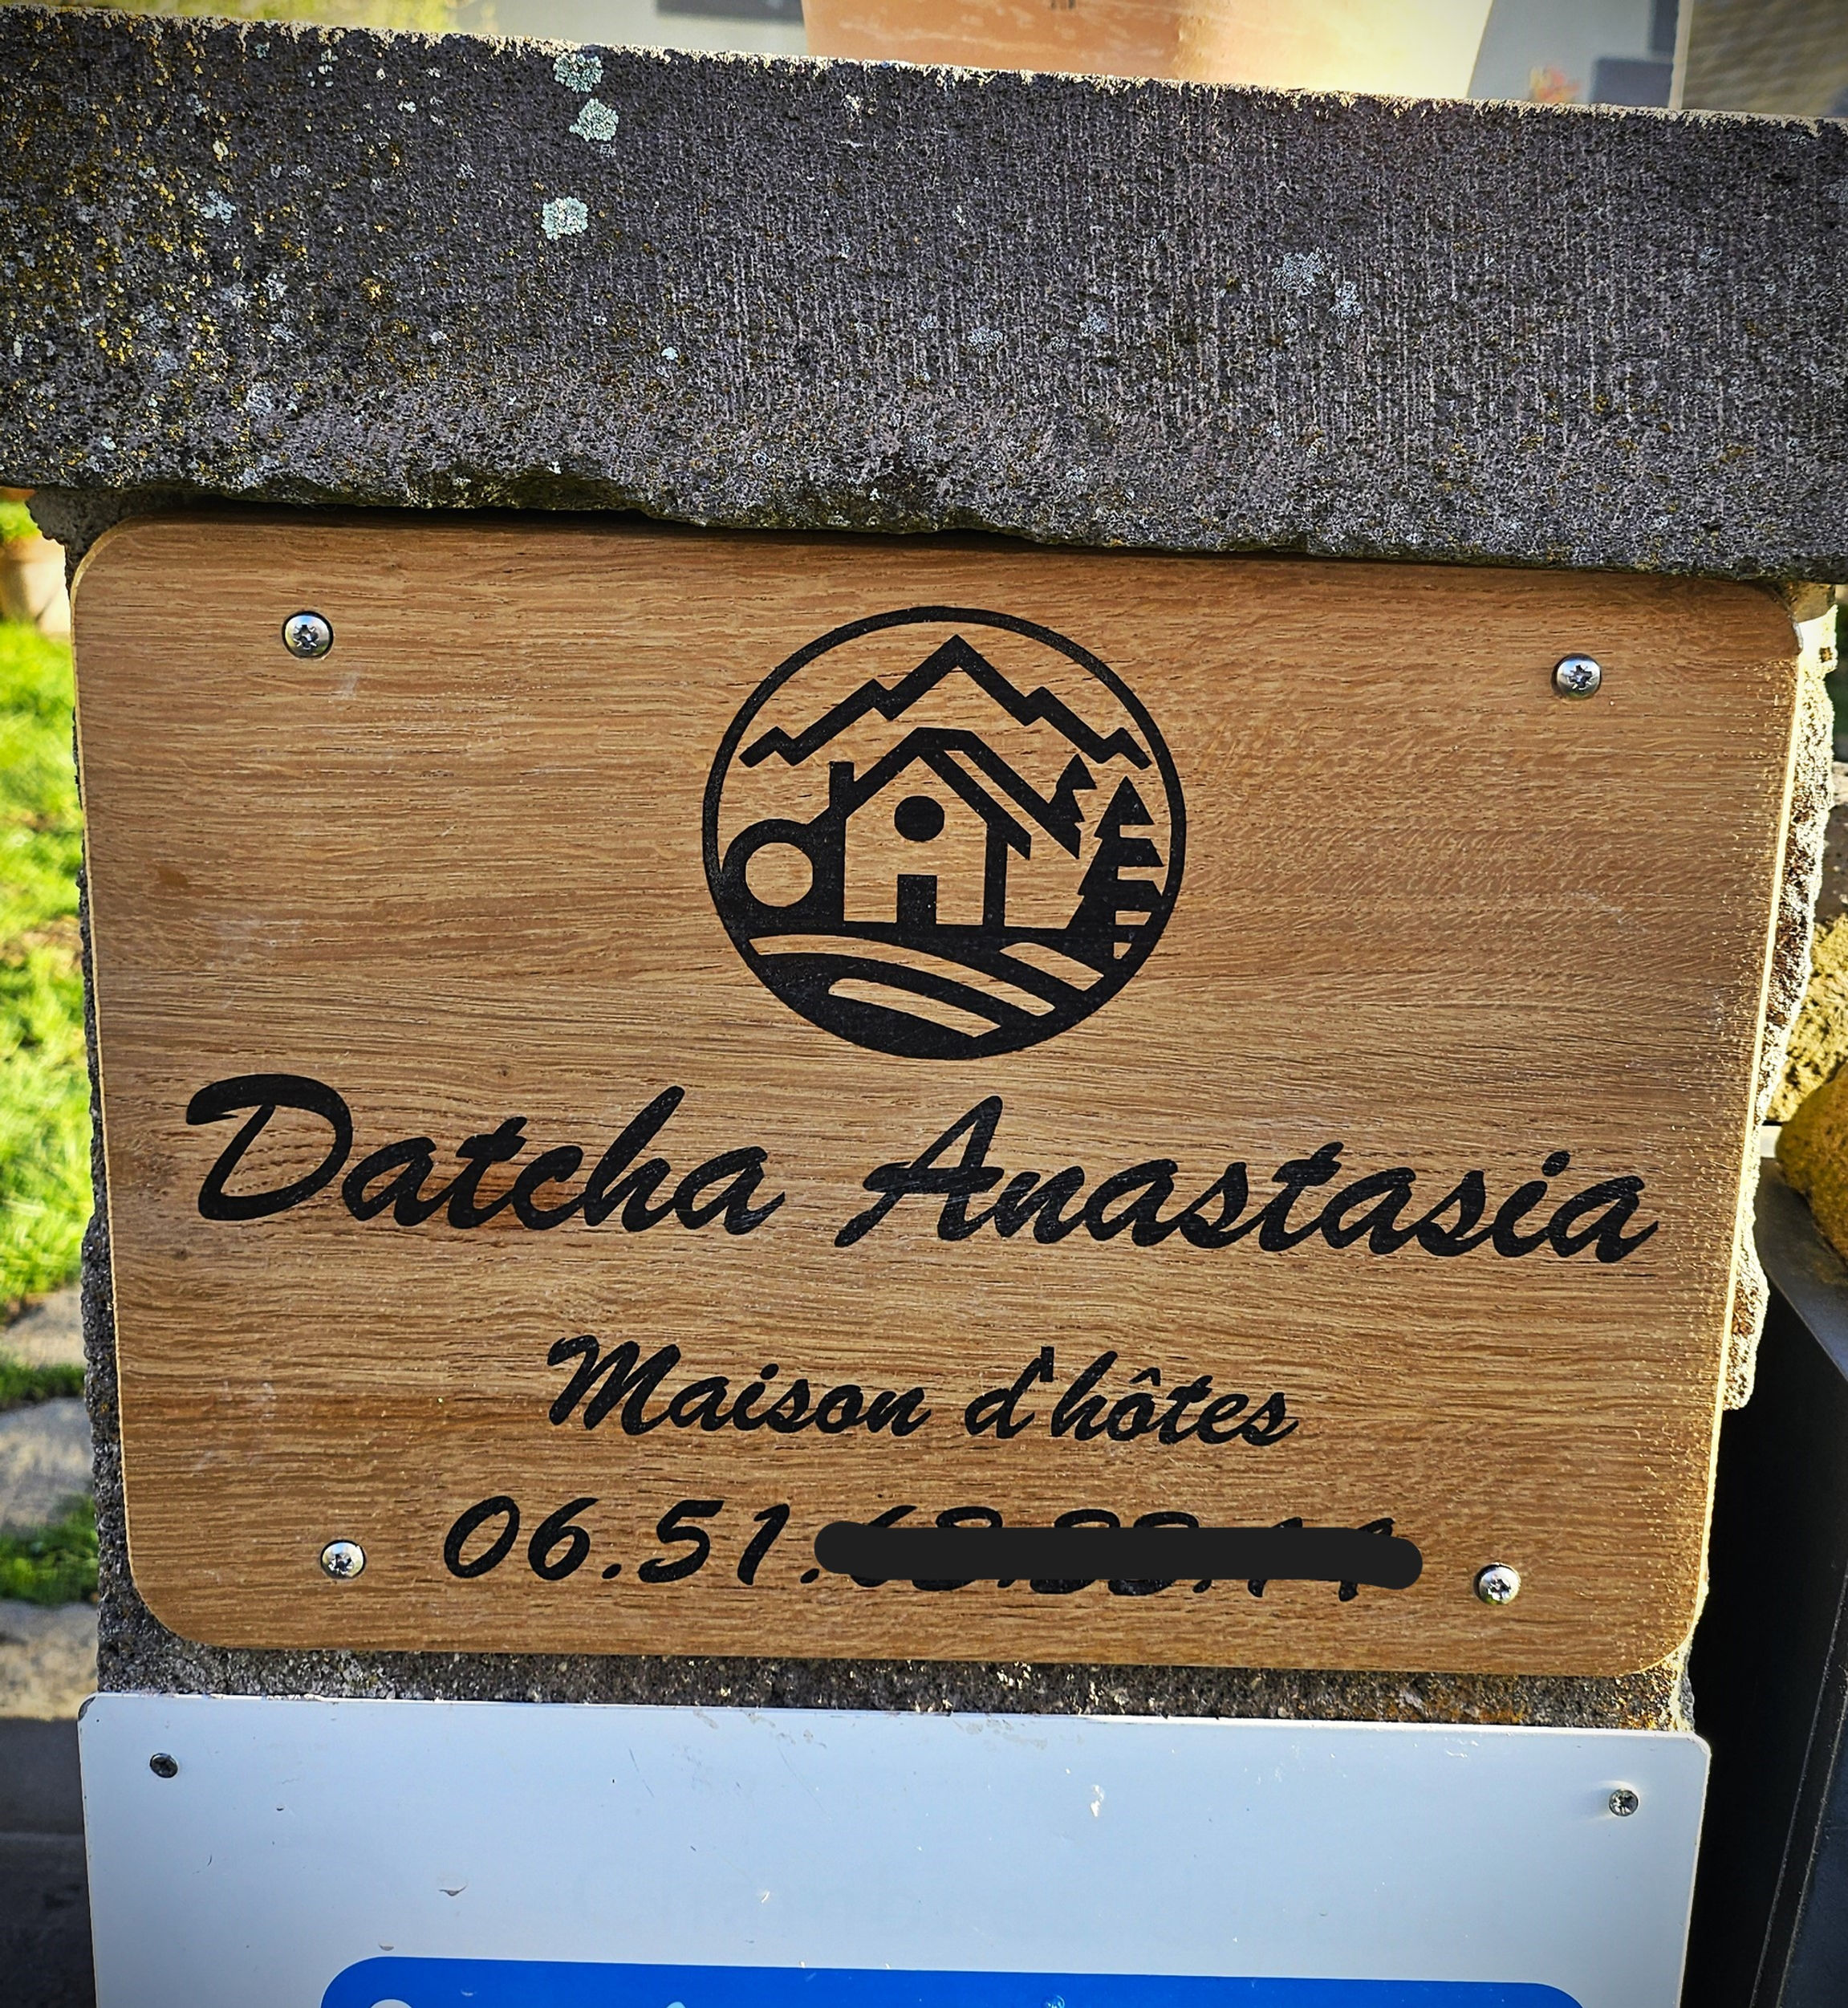 Datcha Anastasia
Maison d'hôtes
06.51.